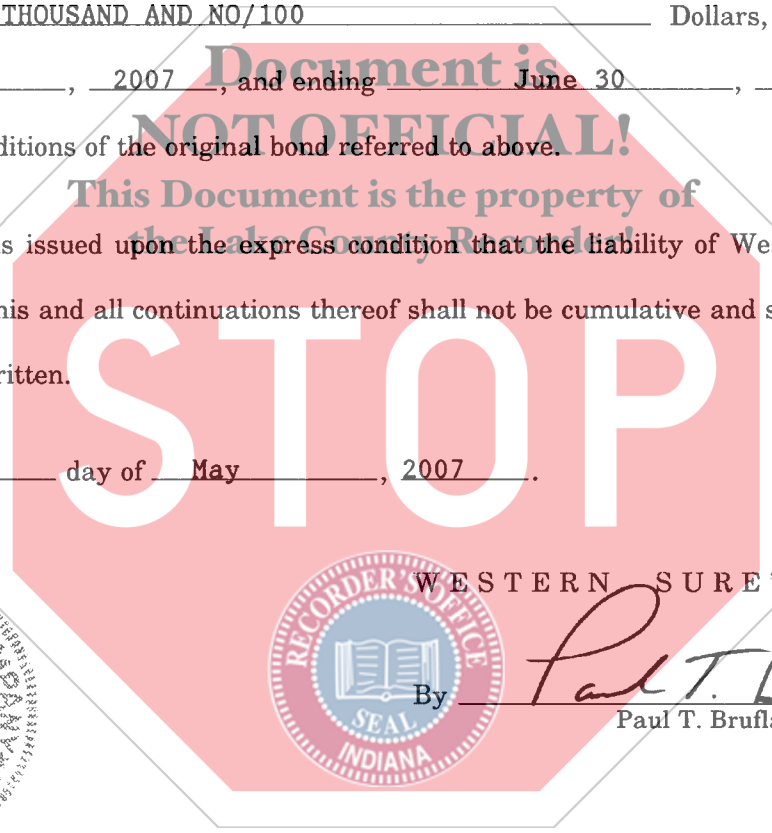 THOUSAND AND NO/100 Dollars,
Document is
, 2007, and ending June 30,
NOT OFFICIAL!
ditions of the original bond referred to above.
This Document is the property of
the Lake County Recorder!
s issued upon the express condition that the liability of We
his and all continuations thereof shall not be cumulative and s
ritten.
STOP
day of May, 2007.
WESTERN SURE
RECORDER'S OFFICE
SEAL
INDIANA
By Paul T.
Paul T. Brufla